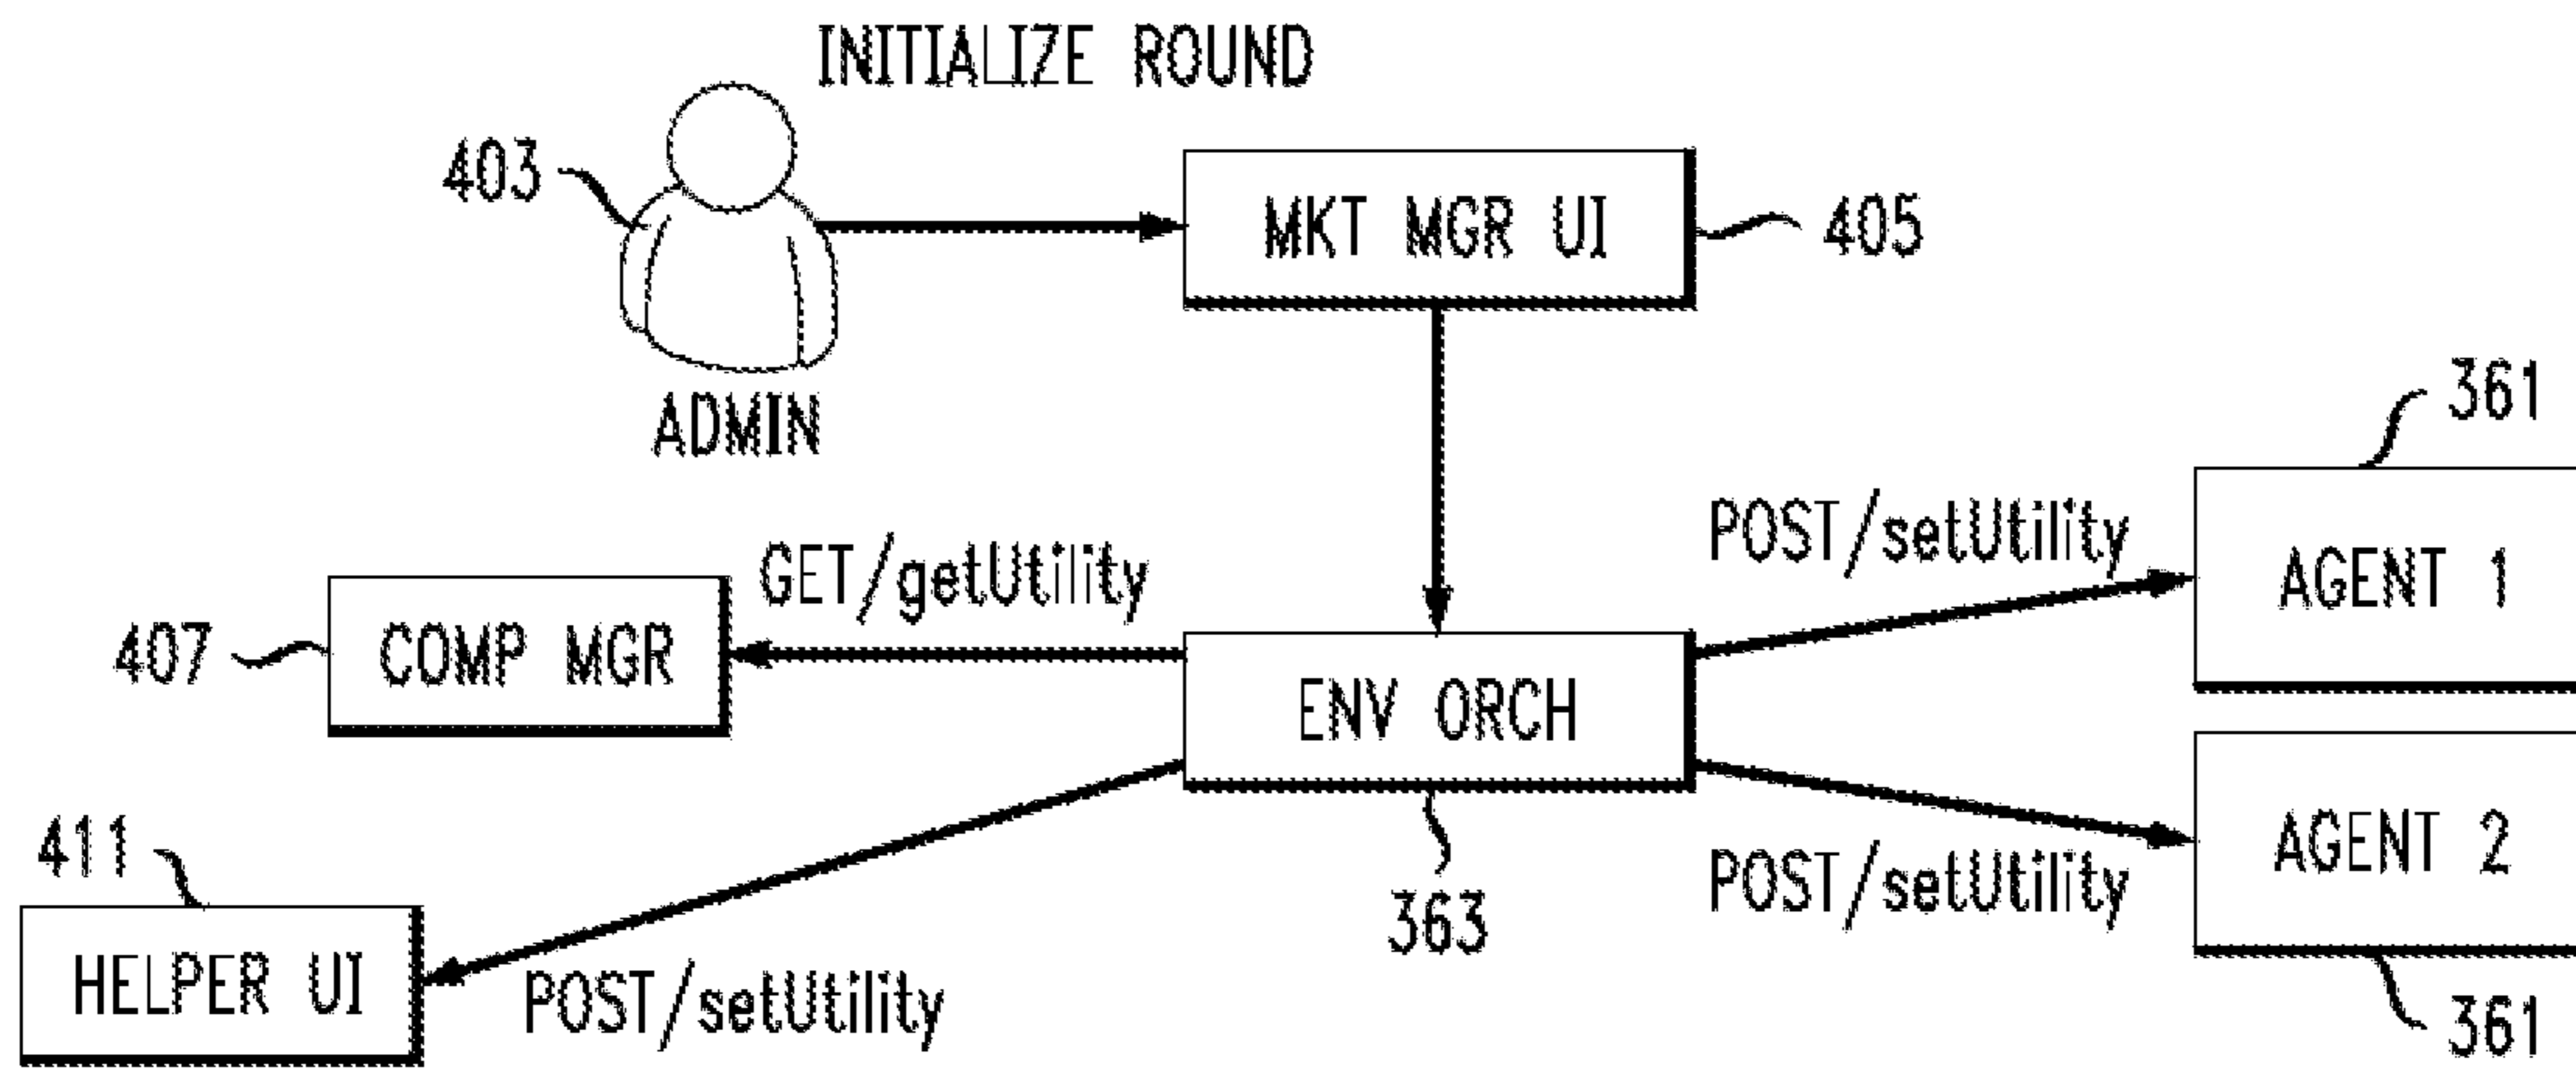 INITIALIZE ROUND
403
MKT MGR UI
405
ADMIN
361
POST/setUtility
AGENT 1
GET/getUtility
407
COMP MGR
ENV ORCH
411
POST/setUtility
AGENT 2
363
HELPER UI
POST/setUtility
361